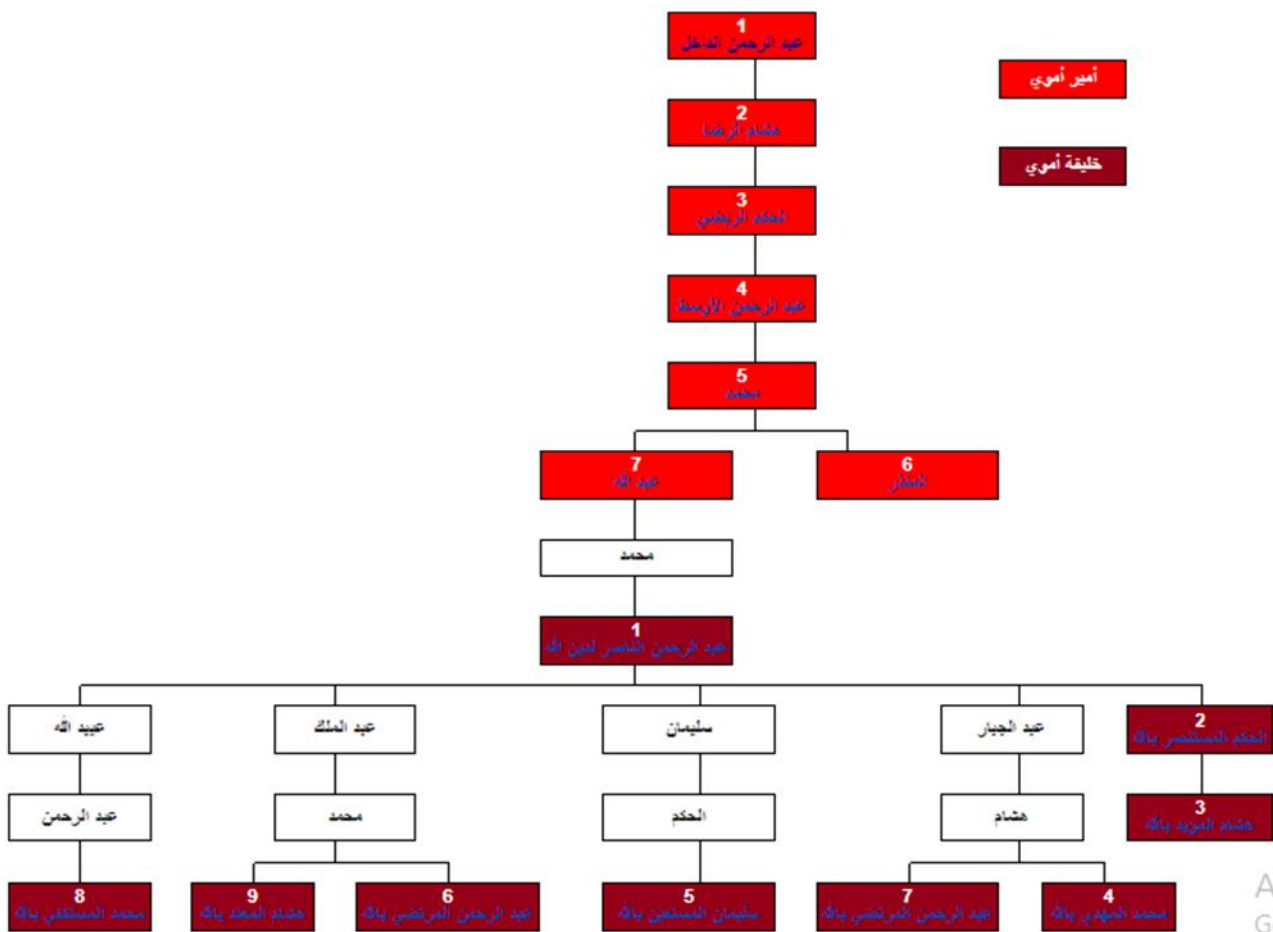 1
عبد الرحمن الداخل
أمير أموي
2
هشام الرضا
خليفة أموي
3
الحكم الربضي
4
عبد الرحمن الأوسط
5
محمد
7
عبد الله
6
المنذر
محمد
1
عبد الرحمن الناصر لدين الله
عبيد الله
عبد الملك
سليمان
عبد الجبار
2
الحكم المستنصر بالله
عبد الرحمن
محمد
الحكم
هشام
3
هشام المؤيد بالله
8
محمد المستكفي بالله
9
هشام المعتد بالله
6
عبد الرحمن المرتضي بالله
5
سليمان المستعين بالله
7
عبد الرحمن المرتضي بالله
4
محمد المهدي بالله